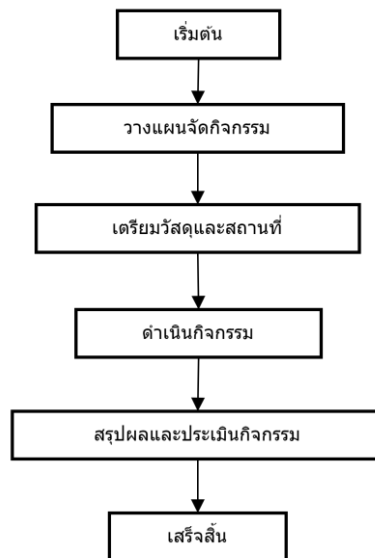 เริ่มต้น
วางแผนจัดกิจกรรม
เตรียมวัสดุและสถานที่
ดำเนินกิจกรรม
สรุปผลและประเมินกิจกรรม
เสร็จสิ้น